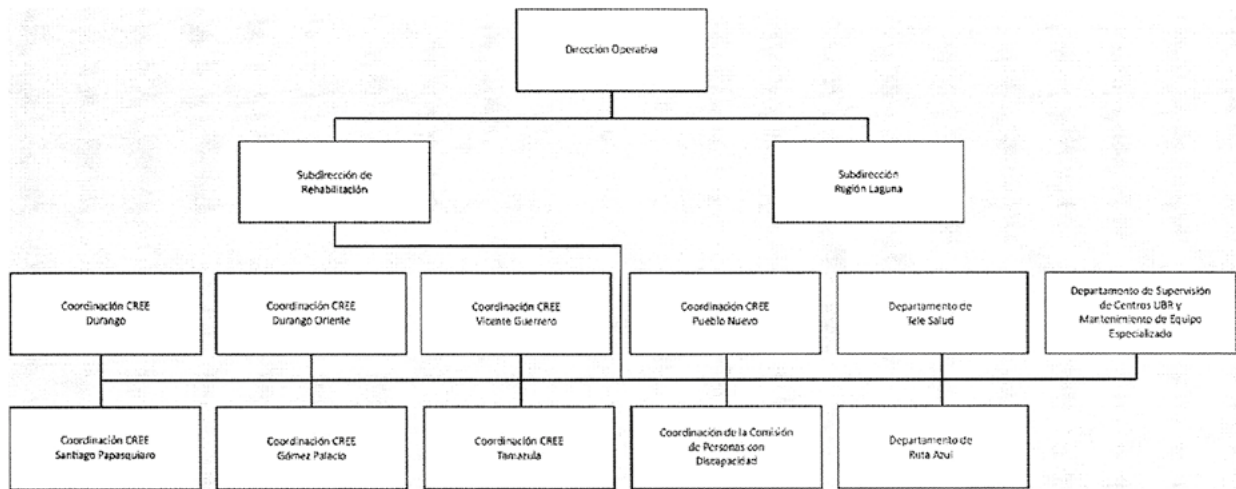 Dirección Operativa
Subdirección de
Rehabilitación
Subdirección
Región Laguna
Coordinación CREE
Durango
Coordinación CREE
Durango Oriente
Coordinación CREE
Vicente Guerrero
Coordinación CREE
Pueblo Nuevo
Departamento de
Tele Salud
Departamento de Supervisión
de Centros UBR y
Mantenimiento de Equipo
Especializado
Coordinación CREE
Santiago Papasquiaro
Coordinación CREE
Gómez Palacio
Coordinación CREE
Tamazula
Coordinación de la Comisión
de Personas con
Discapacidad
Departamento de
Ruta Azul